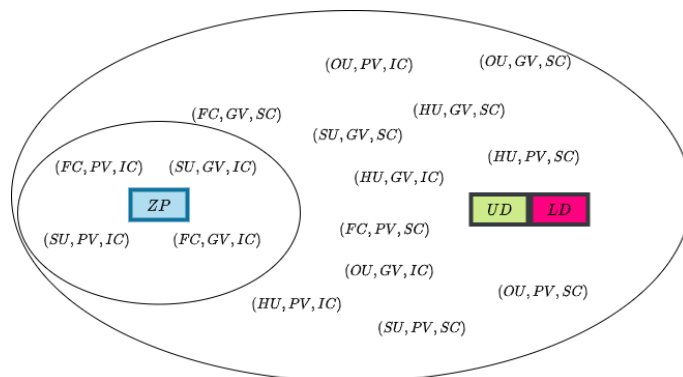 (OU, PV, IC)
(OU, GV, SC)
(FC, GV, SC)
(HU, GV, SC)
(SU, GV, SC)
(HU, PV, SC)
(FC, PV, IC)
(SU, GV, IC)
(HU, GV, IC)
ZP
UD
LD
(SU, PV, IC)
(FC, GV, IC)
(FC, PV, SC)
(OU, GV, IC)
(HU, PV, IC)
(OU, PV, SC)
(SU, PV, SC)